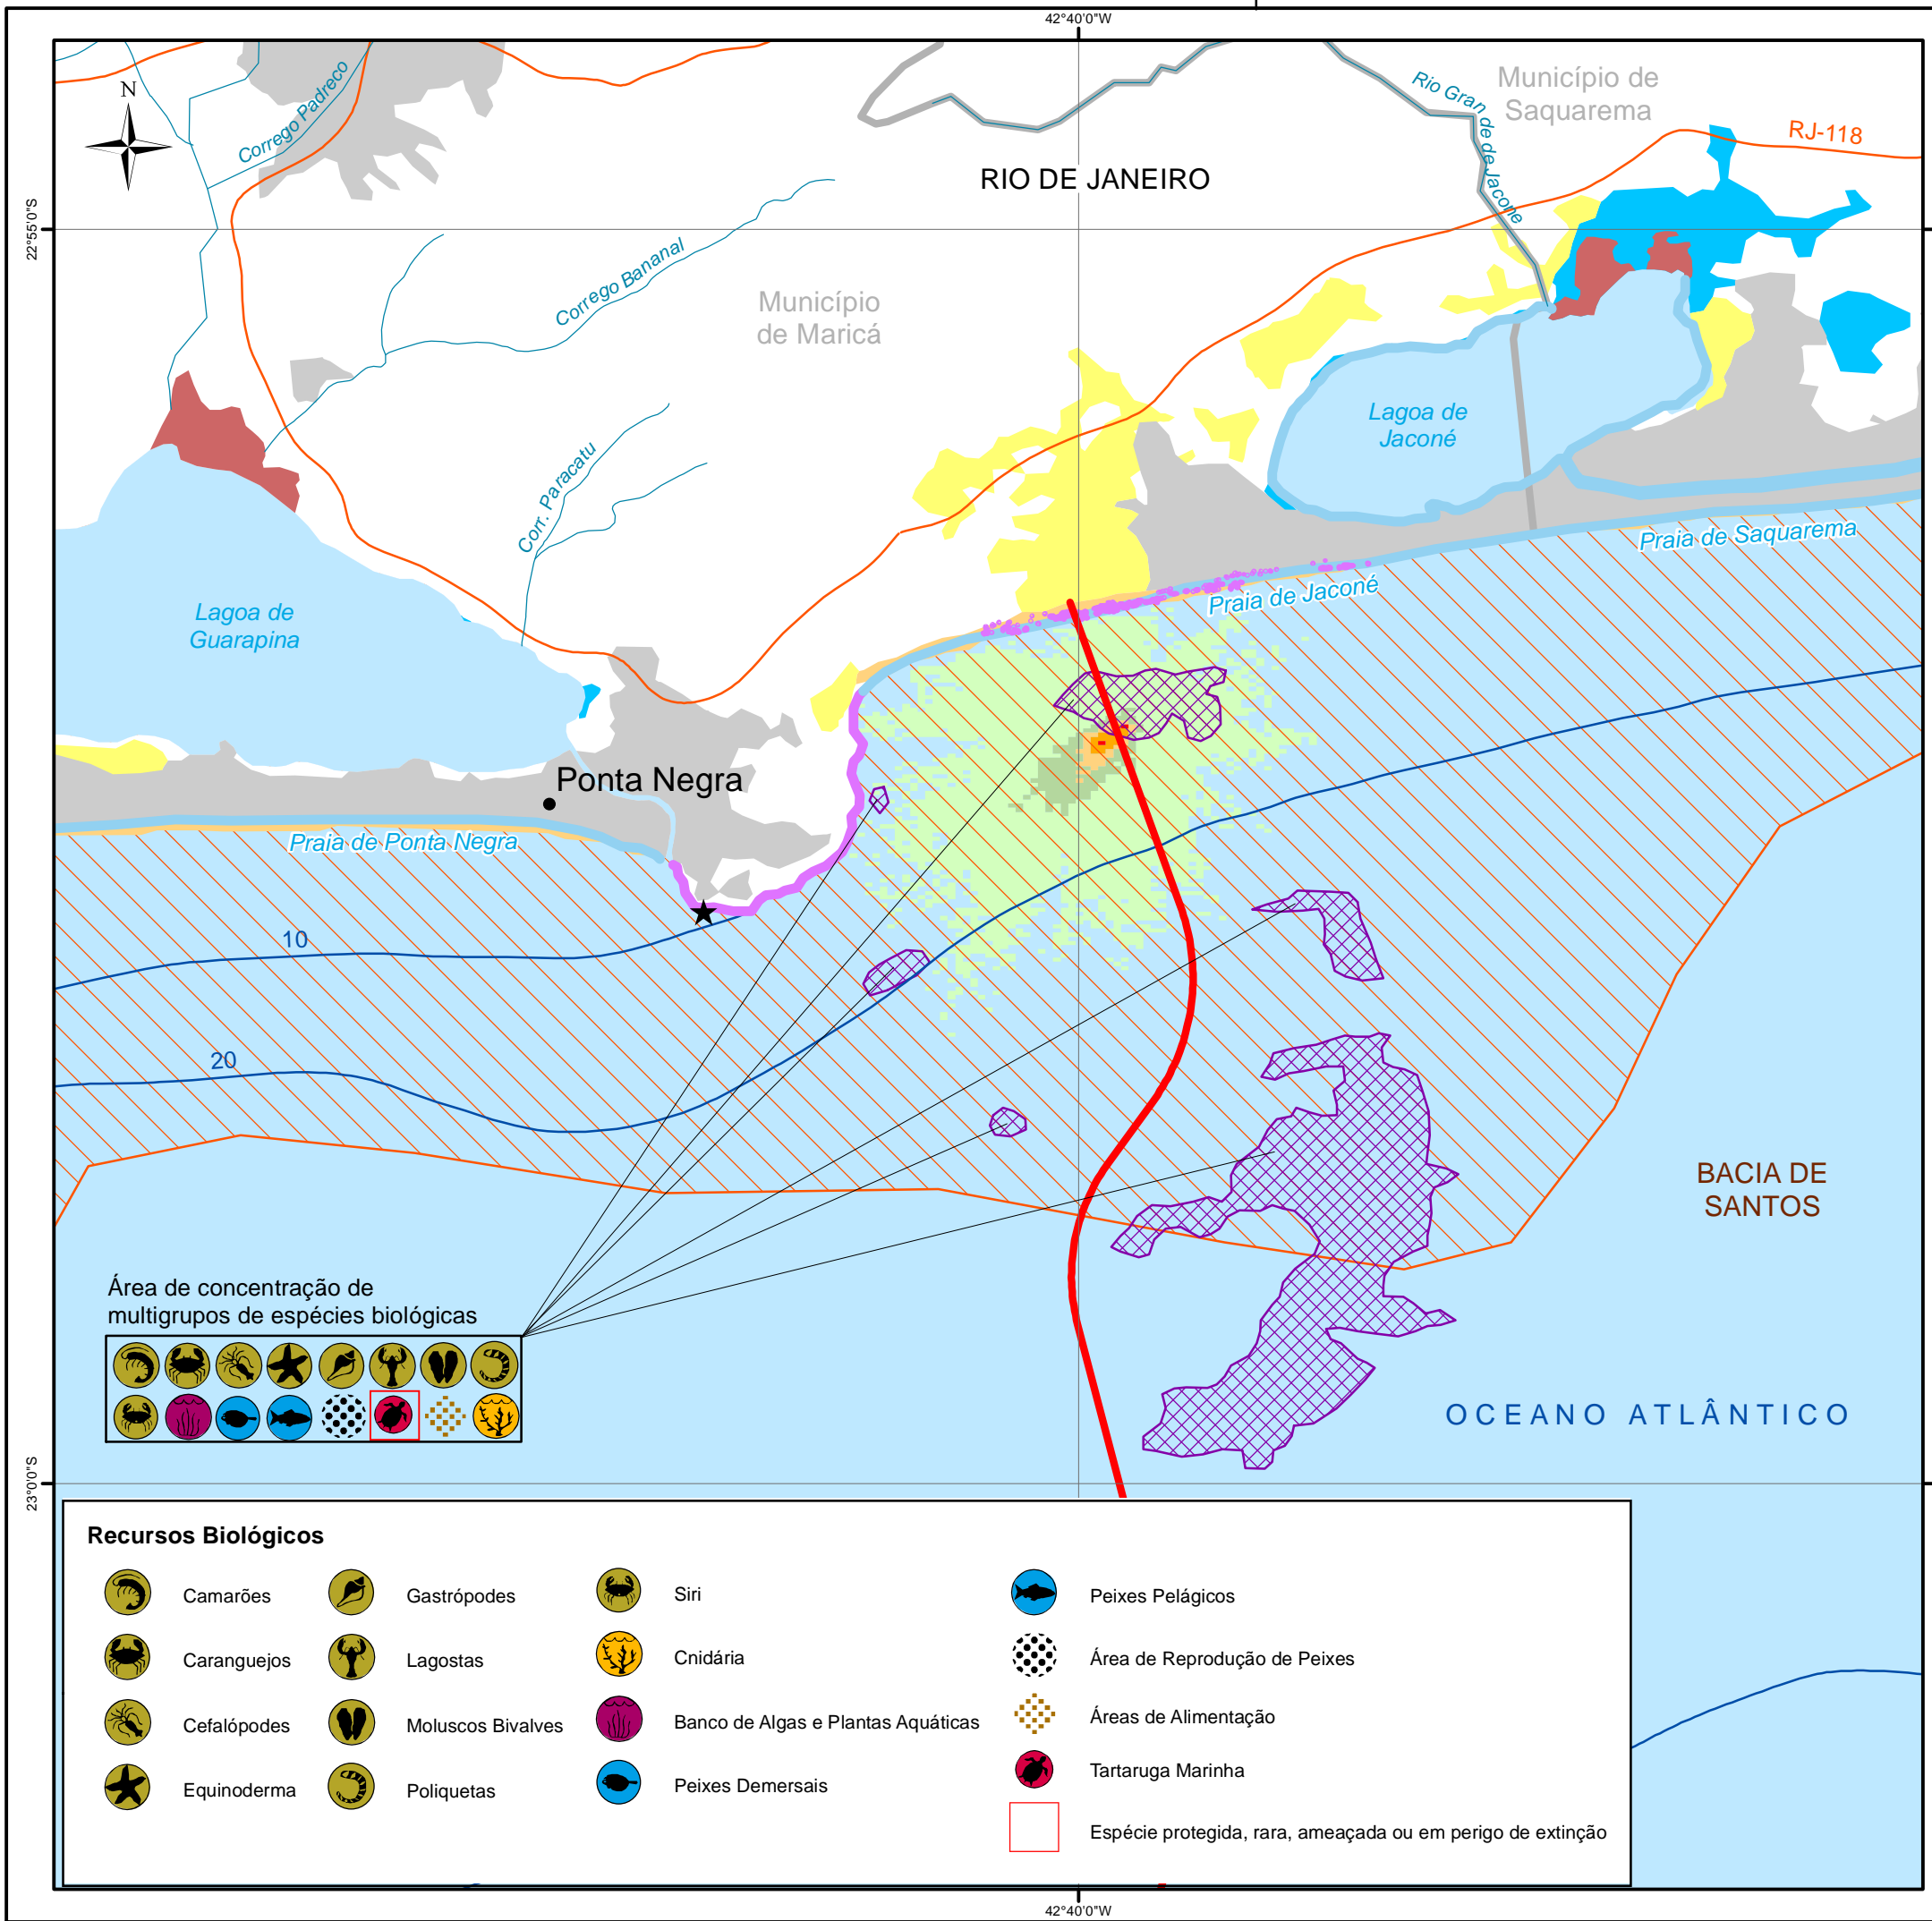 42°40'0"W
N
Corrego Padreco
Rio Grande de Jacone
Município de
Saquarema
RJ-118
RIO DE JANEIRO
22°55'0"S
Corrego Bananal
Município
de Maricá
Lagoa de
Jaconé
Corr. Paracatu
Praia de Saquarema
Praia de Jaconé
Lagoa de
Guarapina
Ponta Negra
Praia de Ponta Negra
10
20
BACIA DE
SANTOS
Área de concentração de
multigrupos de espécies biológicas
OCEANO ATLÂNTICO
23°0'0"S
Recursos Biológicos
Camarões
Gastrópodes
Siri
Peixes Pelágicos
Caranguejos
Lagostas
Cnidária
Área de Reprodução de Peixes
Cefalópodes
Moluscos Bivalves
Banco de Algas e Plantas Aquáticas
Áreas de Alimentação
Equinoderma
Poliquetas
Peixes Demersais
Tartaruga Marinha
Espécie protegida, rara, ameaçada ou em perigo de extinção
42°40'0"W